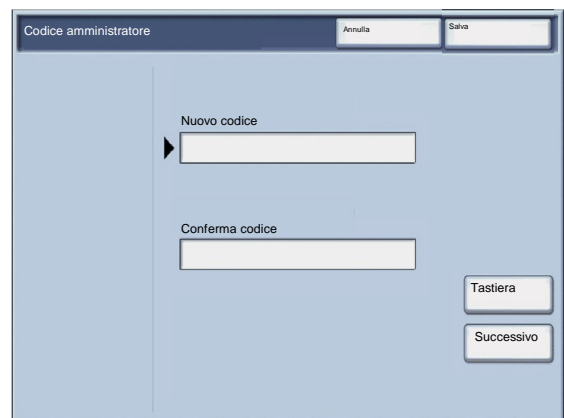 Codice amministratore
Annulla
Salva
Nuovo codice
Conferma codice
Tastiera
Successivo